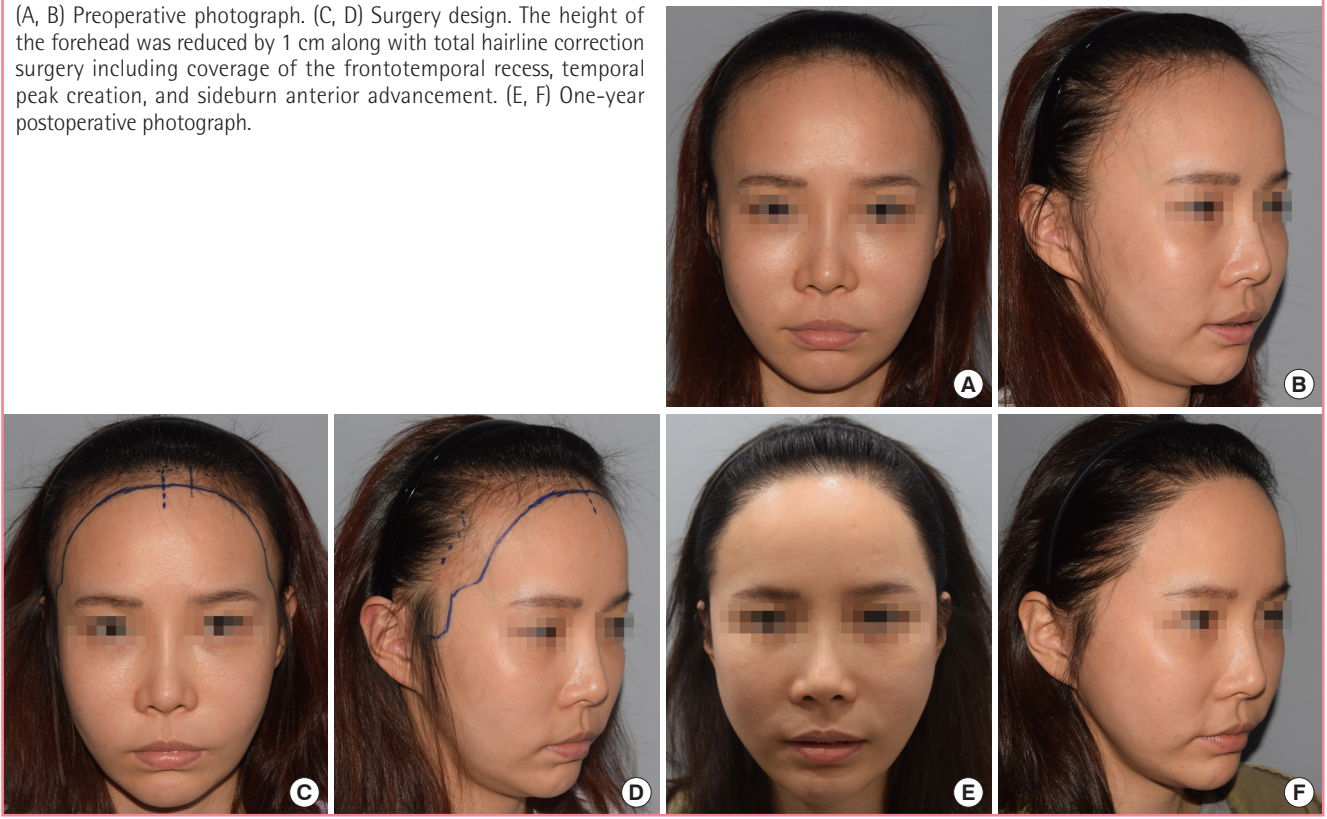 (A, B) Preoperative photograph. (C, D) Surgery design. The height of
the forehead was reduced by 1 cm along with total hairline correction
surgery including coverage of the frontotemporal recess, temporal
peak creation, and sideburn anterior advancement. (E, F) One-year
postoperative photograph.
A
B
C
D
E
F